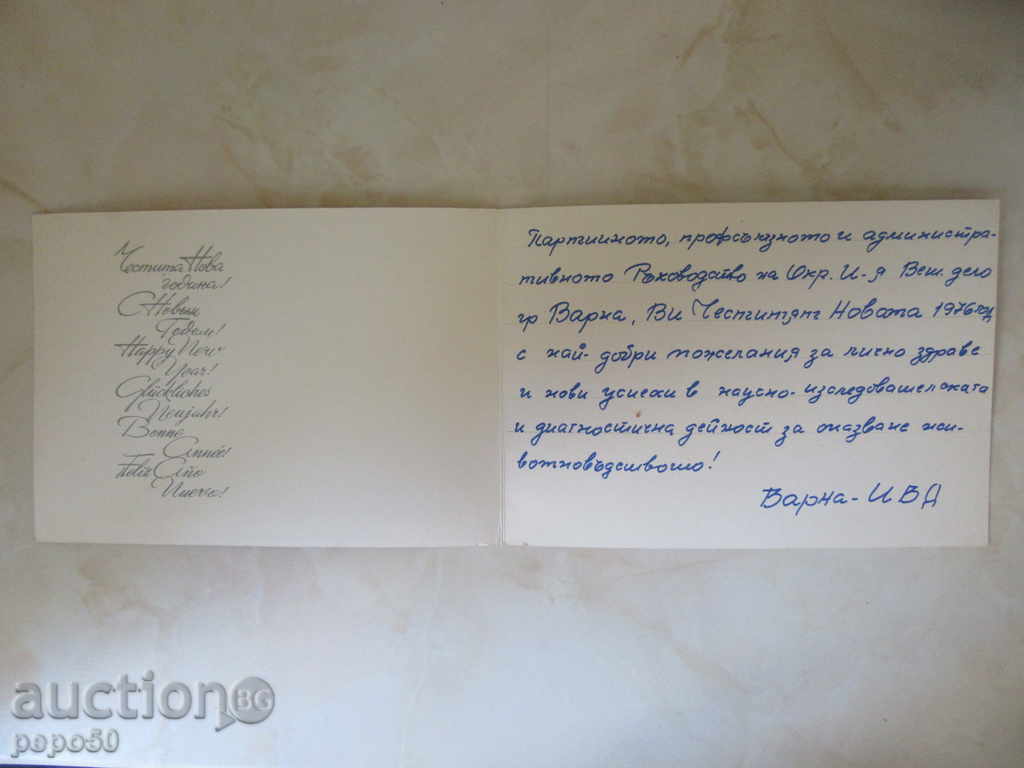 Честита Нова
година!
С Новым
Годом!
Happy New
Year!
Glückliches
Neujahr!
Bonne
Année!
Feliz Año
Nuevo!
Партийното, профсъюзното и администра-
тивното Ръководство на Окр. И-я Вет. дело
гр Варна, Ви Честитят Новата 1976 год
с най-добри пожелания за лично здраве
и нови успехи в научно-изследователската
и диагностична дейност за опазване жи-
вотновъдството!
Варна - ИВД
auction BG
popo50